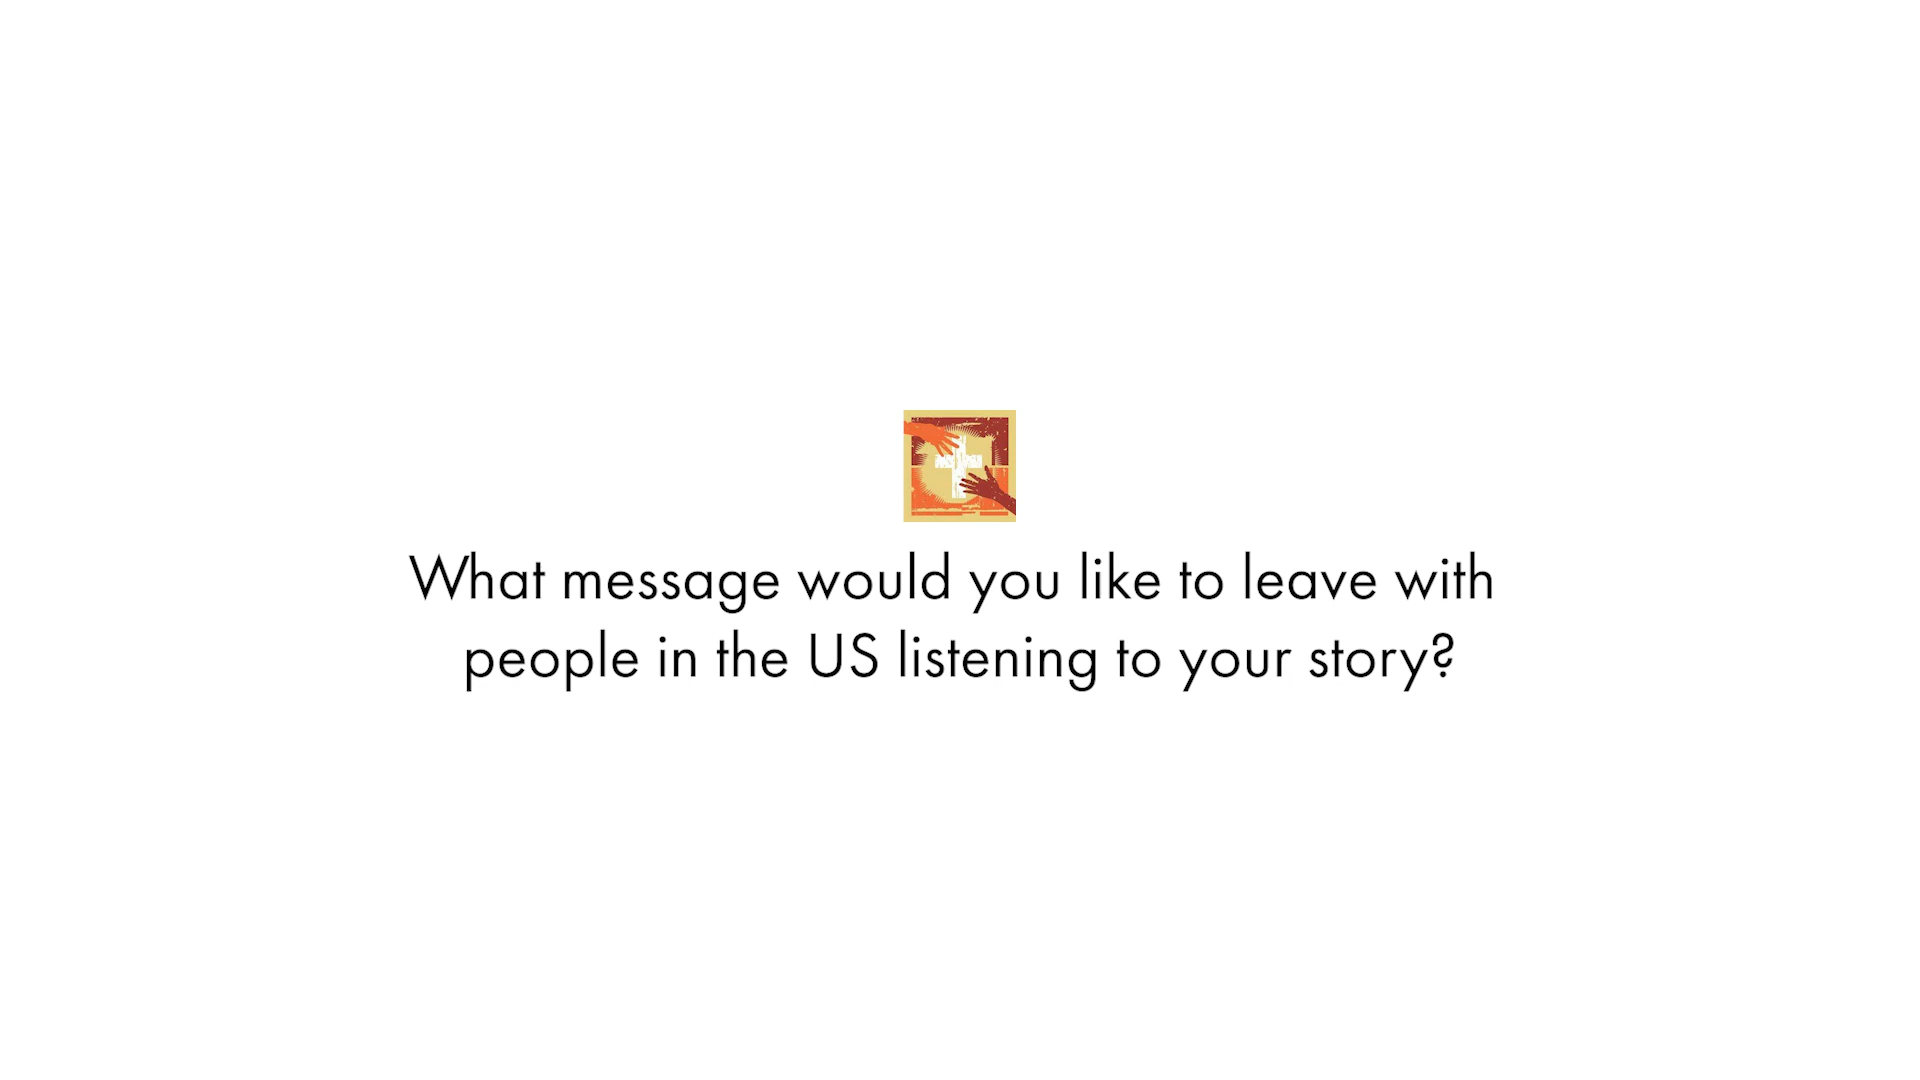 What message would you like to leave with
people in the US listening to your story?